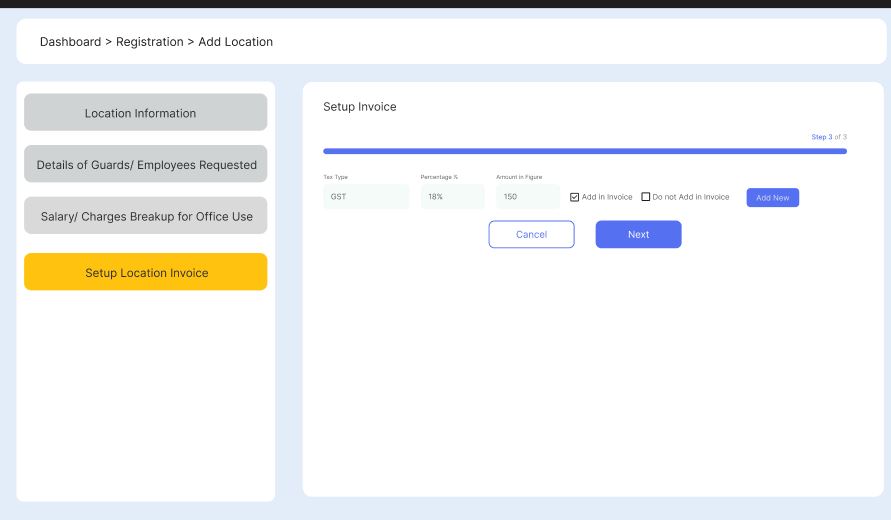 Dashboard > Registration > Add Location
Location Information
Details of Guards/ Employees Requested
Salary/ Charges Breakup for Office Use
Setup Location Invoice
Setup Invoice
Step 3 of 3
Tax Type
Percentage %
Amount in Figure
GST
18%
150
Add in Invoice
Do not Add in Invoice
Add New
Cancel
Next